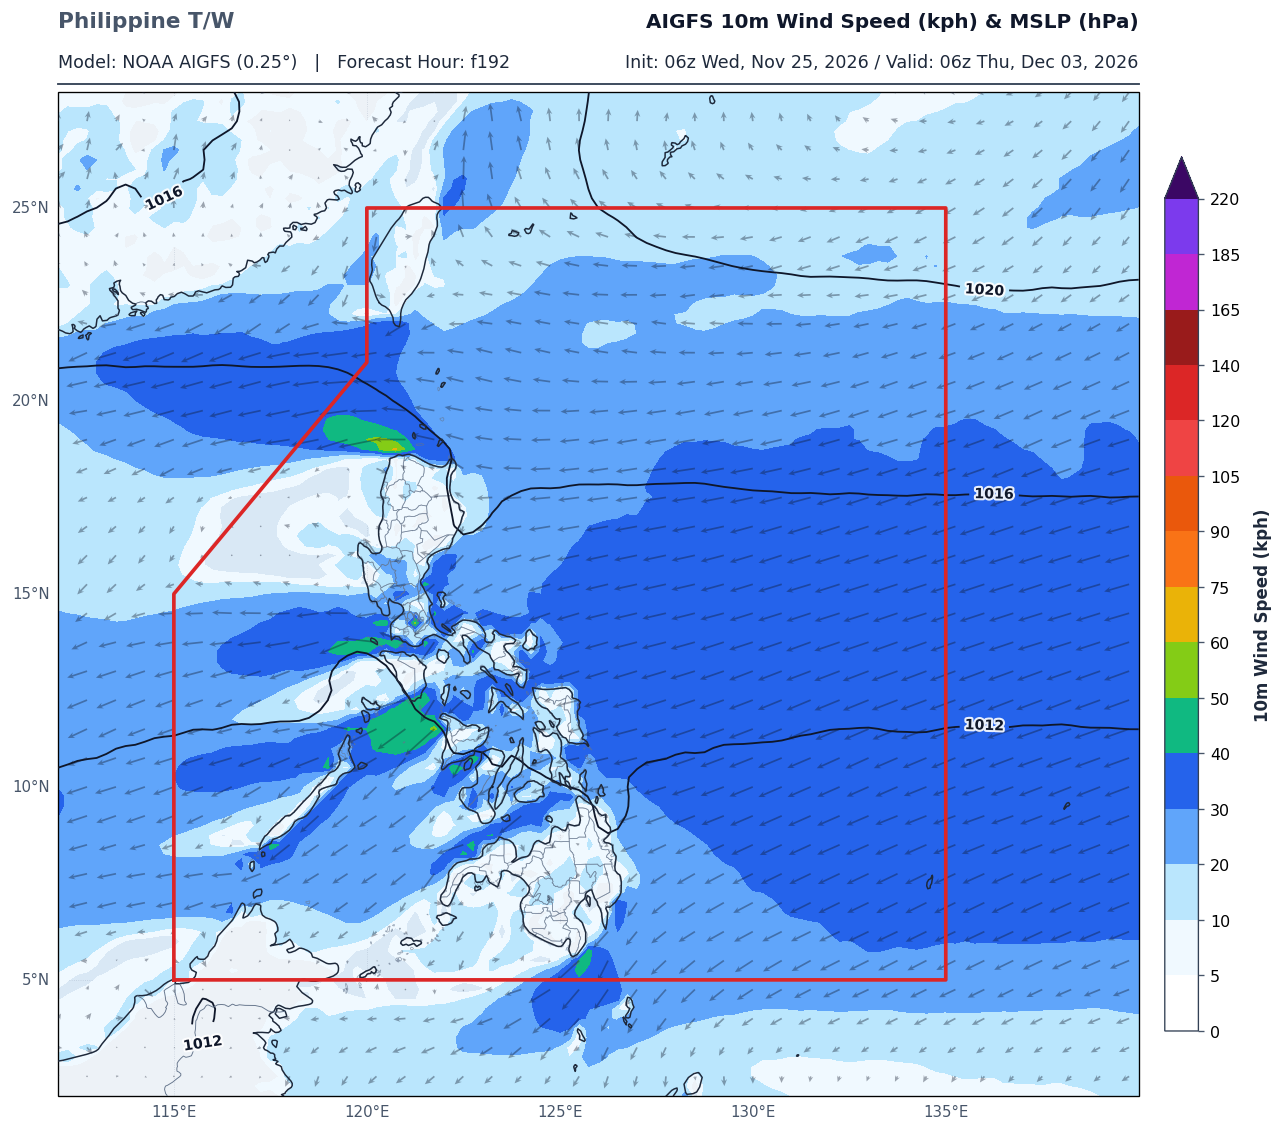 Philippine T/W
AIGFS 10m Wind Speed (kph) & MSLP (hPa)
Model: NOAA AIGFS (0.25°) | Forecast Hour: f192
Init: 06z Wed, Nov 25, 2026 / Valid: 06z Thu, Dec 03, 2026
1016
1020
1016
1012
1012
25°N
20°N
15°N
10°N
5°N
115°E
120°E
125°E
130°E
135°E
220
185
165
140
120
105
90
75
60
50
40
30
20
10
5
0
10m Wind Speed (kph)